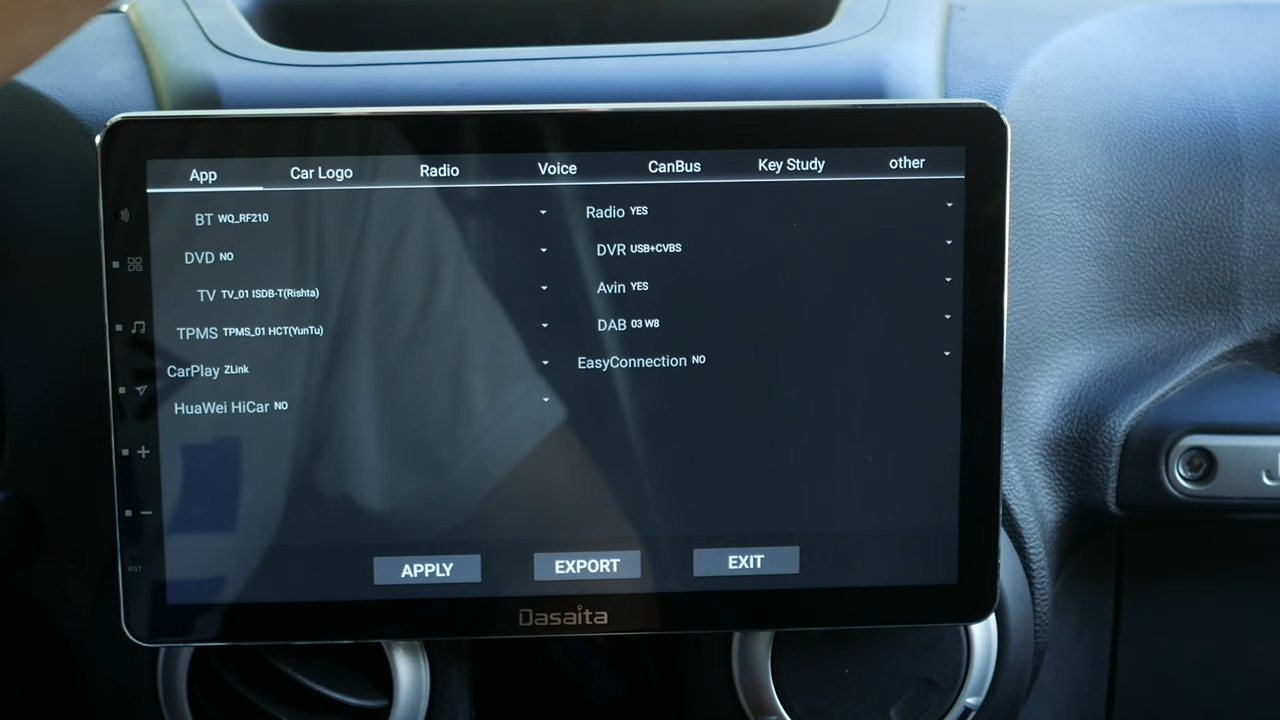 App Car Logo Radio Voice CanBus Key Study other
BT WQ_RF210
DVD NO
TV TV_01 ISDB-T(Rishta)
TPMS TPMS_01 HCT(YunTu)
CarPlay ZLink
HuaWei HiCar NO
Radio YES
DVR USB+CVBS
Avin YES
DAB 03 W8
EasyConnection NO
APPLY EXPORT EXIT
RST
Dasaita
J